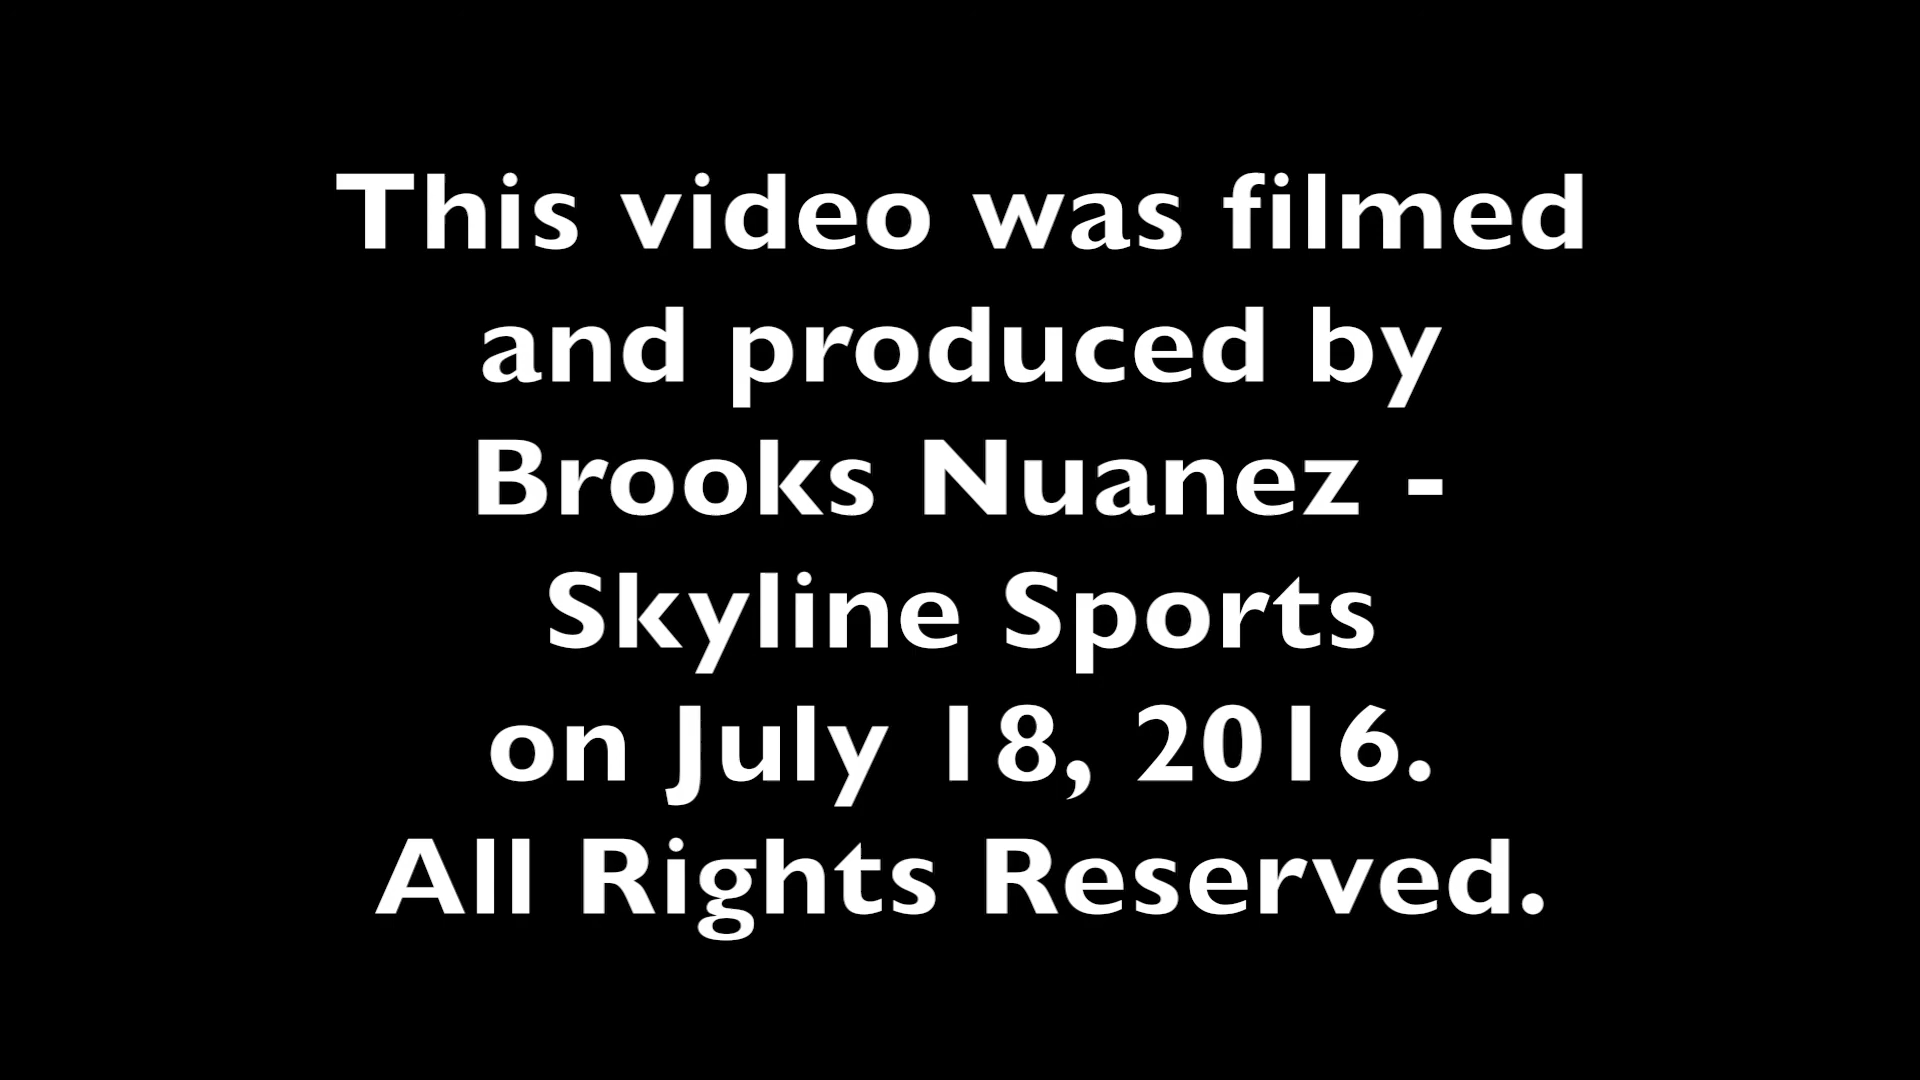 This video was filmed
and produced by
Brooks Nuanez -
Skyline Sports
on July 18, 2016.
All Rights Reserved.